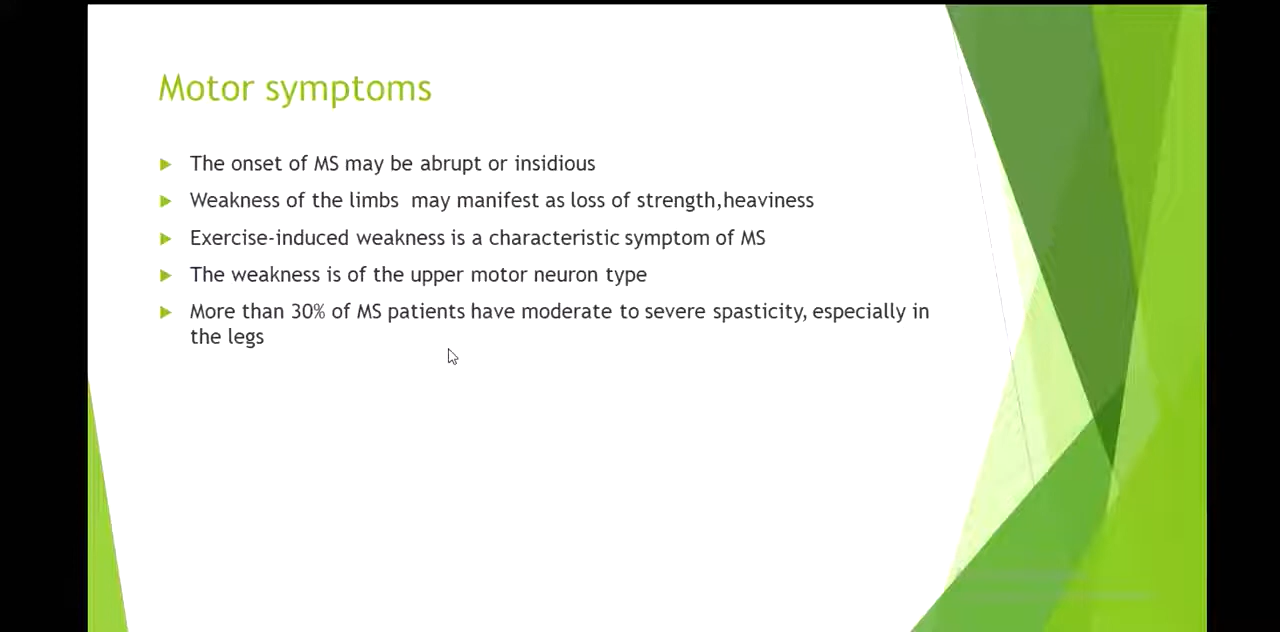 Motor symptoms
The onset of MS may be abrupt or insidious
Weakness of the limbs  may manifest as loss of strength,heaviness
Exercise-induced weakness is a characteristic symptom of MS
The weakness is of the upper motor neuron type
More than 30% of MS patients have moderate to severe spasticity, especially in
the legs